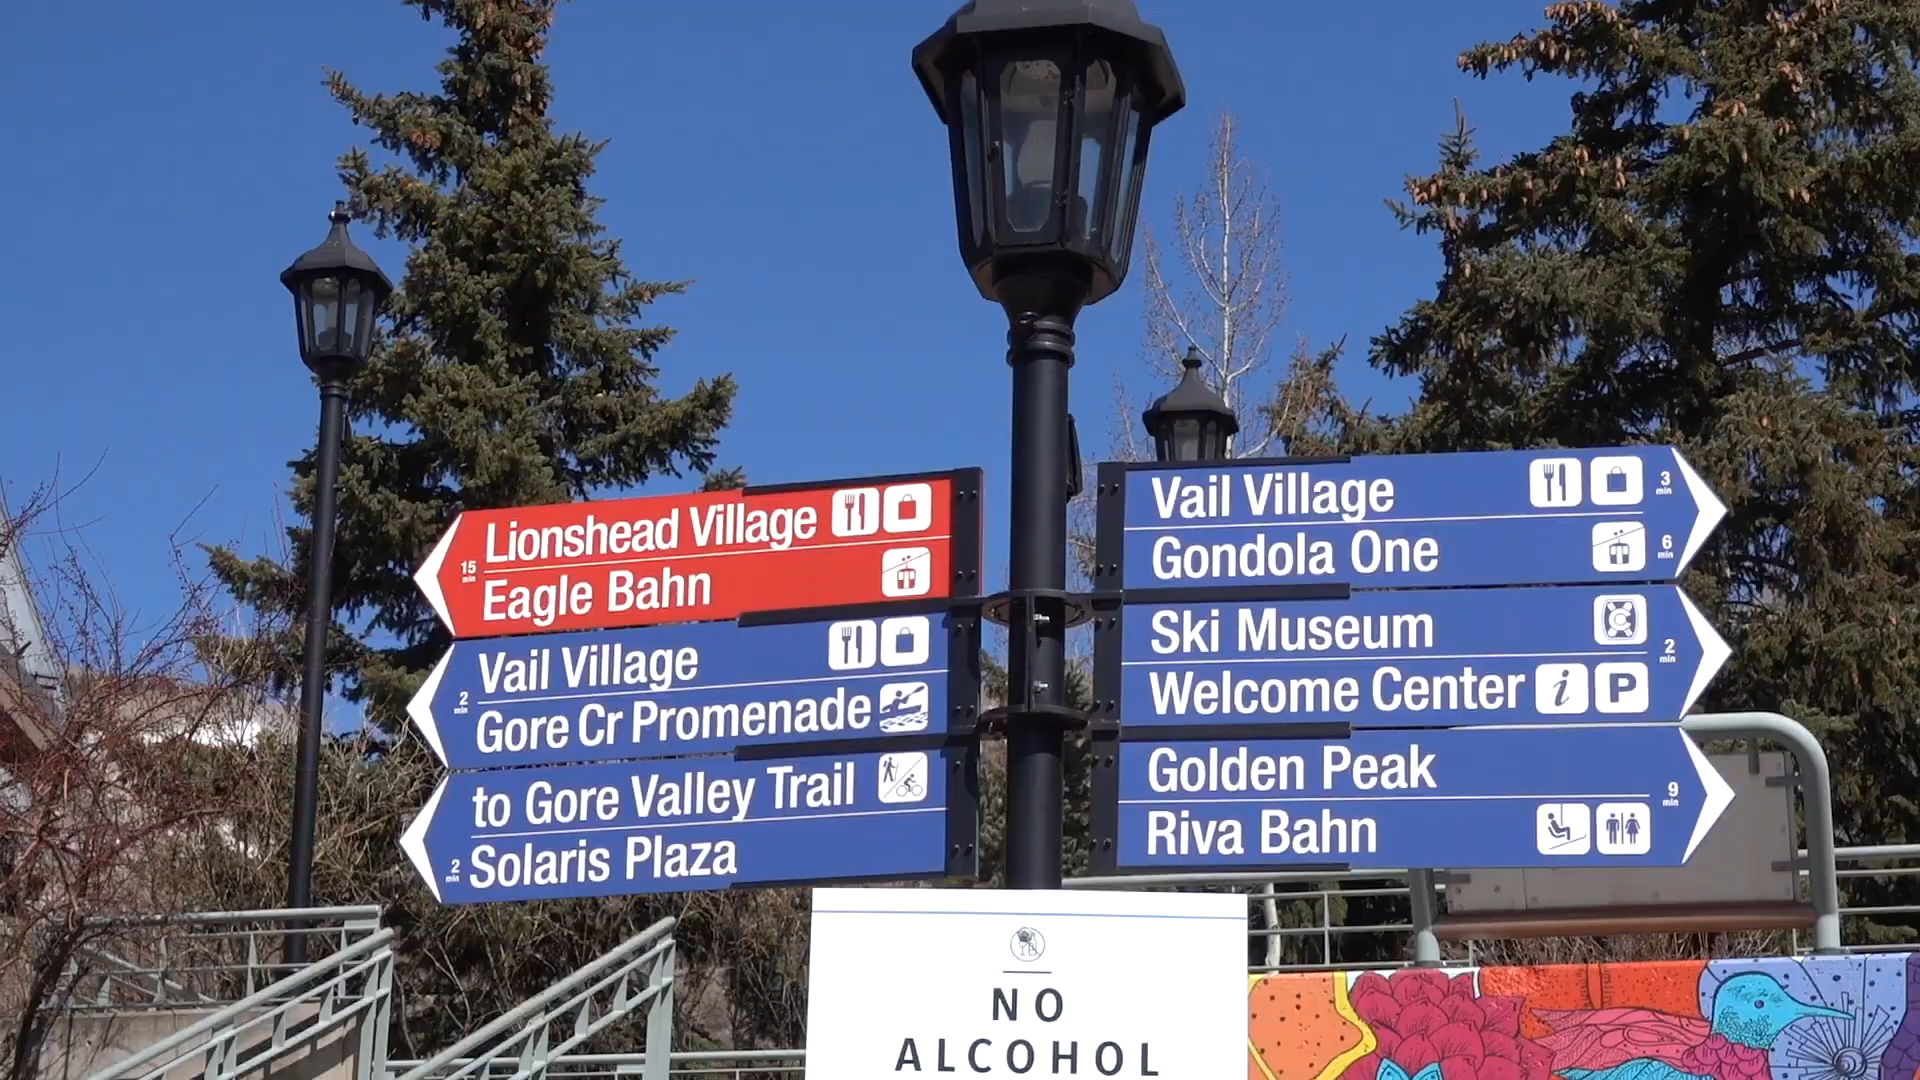 Lionshead Village
15 min
Eagle Bahn
Vail Village
2 min
Gore Cr Promenade
to Gore Valley Trail
Solaris Plaza
2 min
Vail Village
3 min
Gondola One
6 min
Ski Museum
2 min
Welcome Center i P
Golden Peak
9 min
Riva Bahn
NO
ALCOHOL